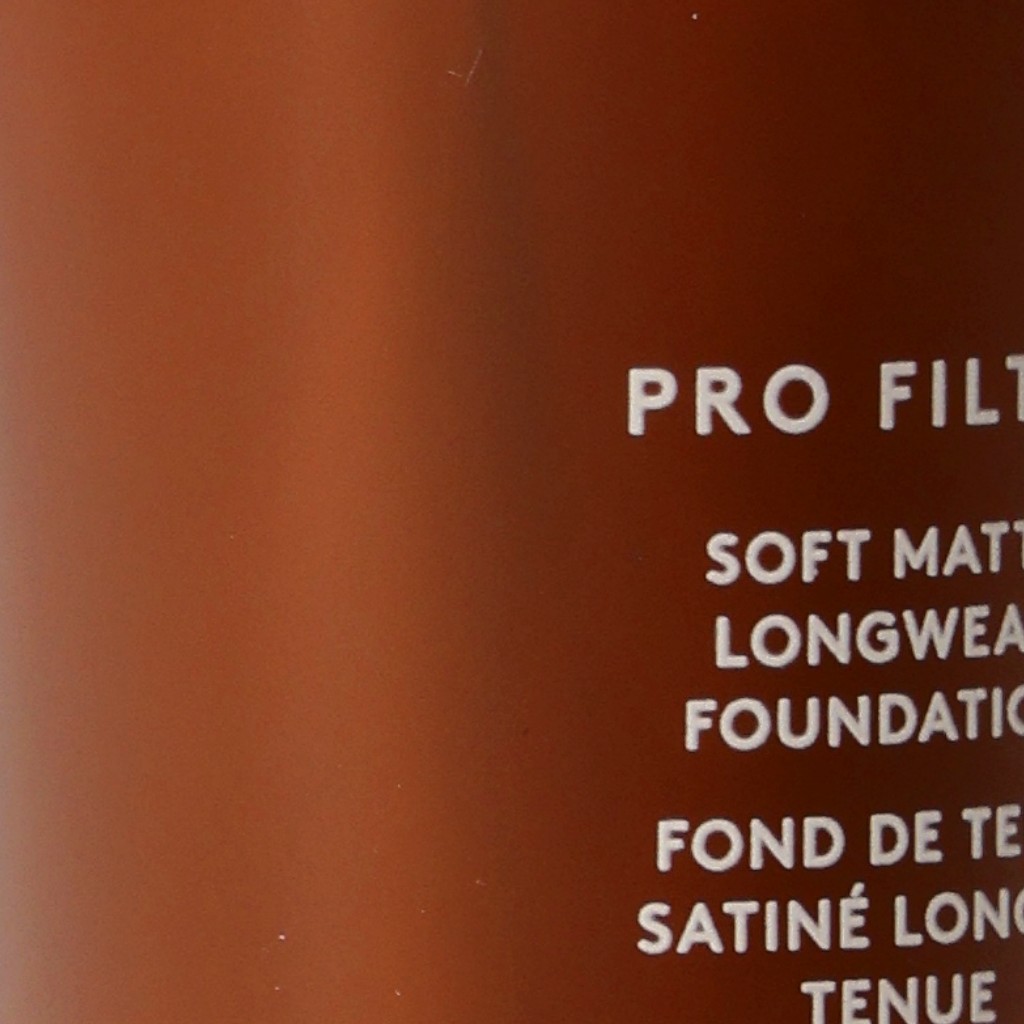 PRO FILT
SOFT MATT
LONGWEA
FOUNDATIO
FOND DE TE
SATINÉ LONG
TENUE